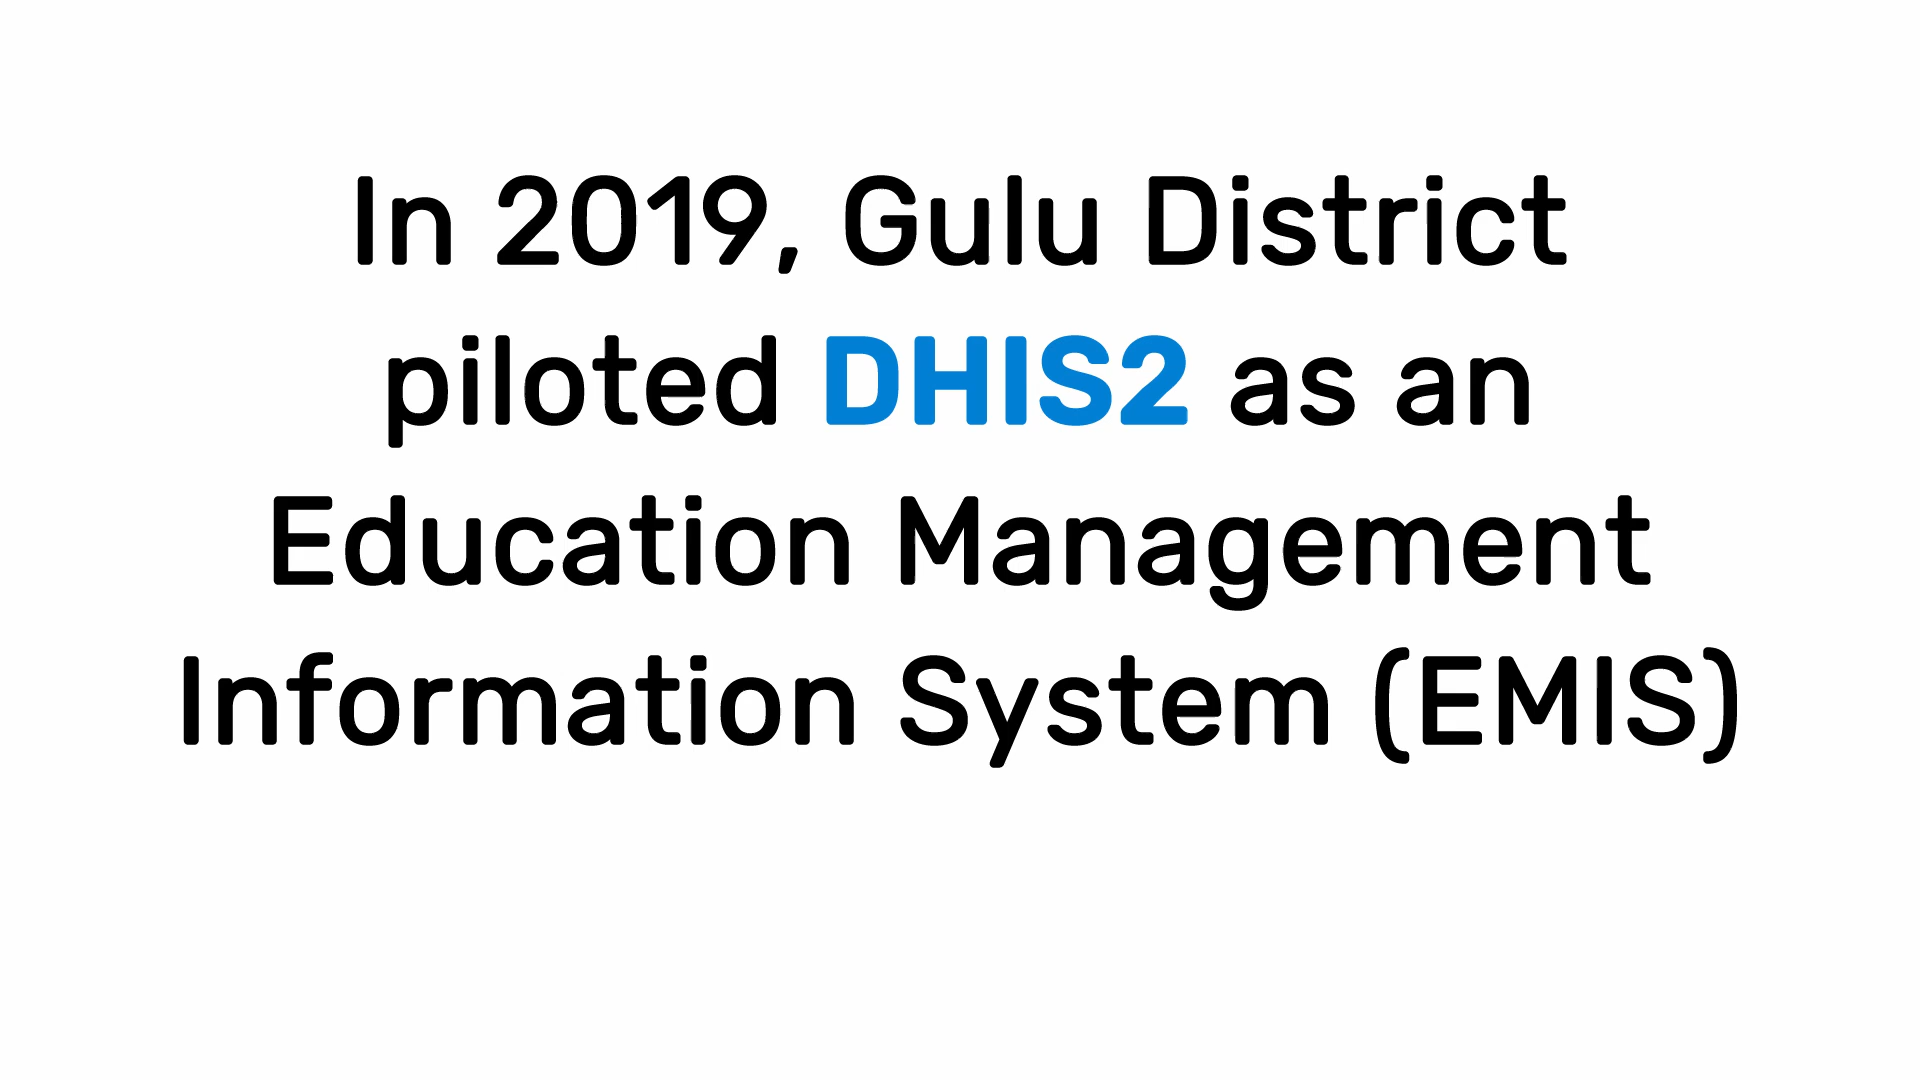 In 2019, Gulu District
piloted DHIS2 as an
Education Management
Information System (EMIS)